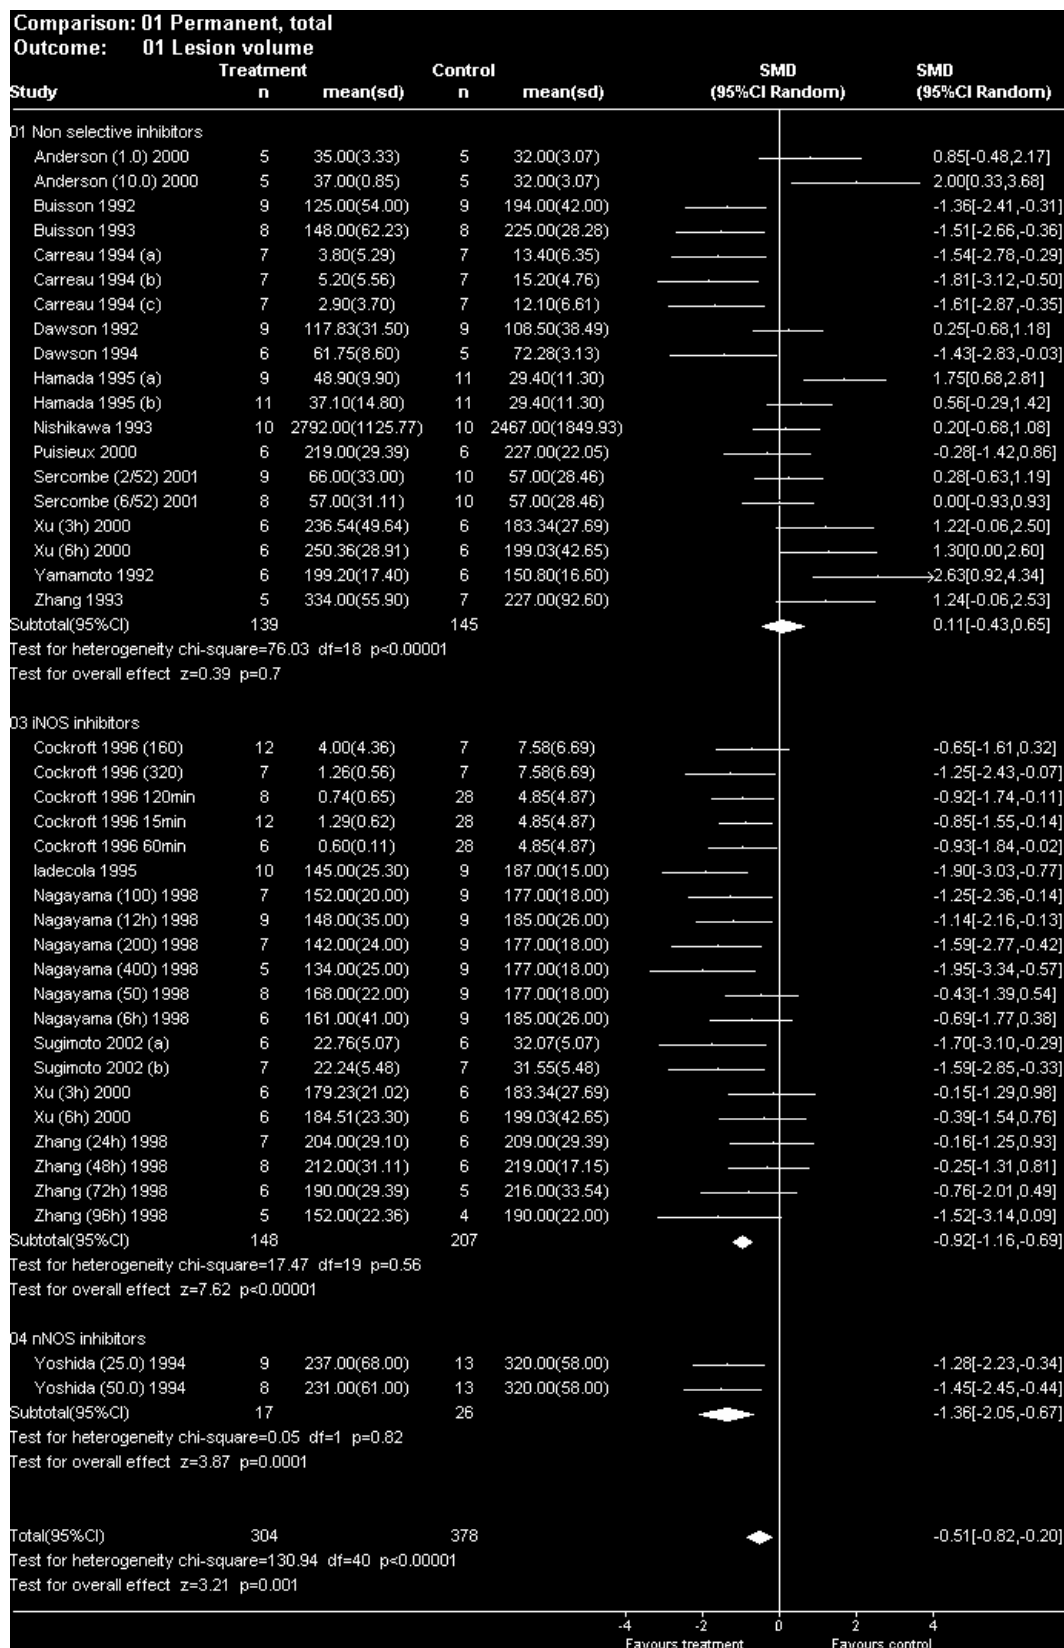 Comparison: 01 Permanent, total
Outcome: 01 Lesion volume
Treatment Control SMD SMD
Study n mean(sd) n mean(sd) (95%CI Random) (95%CI Random)
01 Non selective inhibitors
Anderson (1.0) 2000 5 35.00(3.33) 5 32.00(3.07) 0.85[-0.48,2.17]
Anderson (10.0) 2000 5 37.00(0.85) 5 32.00(3.07) 2.00[0.33,3.68]
Buisson 1992 9 125.00(54.00) 9 194.00(42.00) -1.36[-2.41,-0.31]
Buisson 1993 8 148.00(62.23) 8 225.00(28.28) -1.51[-2.66,-0.36]
Carreau 1994 (a) 7 3.80(5.29) 7 13.40(6.35) -1.54[-2.78,-0.29]
Carreau 1994 (b) 7 5.20(5.56) 7 15.20(4.76) -1.81[-3.12,-0.50]
Carreau 1994 (c) 7 2.90(3.70) 7 12.10(6.61) -1.61[-2.87,-0.35]
Dawson 1992 9 117.83(31.50) 9 108.50(38.49) 0.25[-0.68,1.18]
Dawson 1994 6 61.75(8.60) 5 72.28(3.13) -1.43[-2.83,-0.03]
Hamada 1995 (a) 9 48.90(9.90) 11 29.40(11.30) 1.75[0.68,2.81]
Hamada 1995 (b) 11 37.10(14.80) 11 29.40(11.30) 0.56[-0.29,1.42]
Nishikawa 1993 10 2792.00(1125.77) 10 2467.00(1849.93) 0.20[-0.68,1.08]
Puisieux 2000 6 219.00(29.39) 6 227.00(22.05) -0.28[-1.42,0.86]
Sercombe (2/52) 2001 9 66.00(33.00) 10 57.00(28.46) 0.28[-0.63,1.19]
Sercombe (6/52) 2001 8 57.00(31.11) 10 57.00(28.46) 0.00[-0.93,0.93]
Xu (3h) 2000 6 236.54(49.64) 6 183.34(27.69) 1.22[-0.06,2.50]
Xu (6h) 2000 6 250.36(28.91) 6 199.03(42.65) 1.30[0.00,2.60]
Yamamoto 1992 6 199.20(17.40) 6 150.80(16.60) 2.63[0.92,4.34]
Zhang 1993 5 334.00(55.90) 7 227.00(92.60) 1.24[-0.06,2.53]
Subtotal(95%CI) 139 145 0.11[-0.43,0.65]
Test for heterogeneity chi-square=76.03 df=18 p<0.00001
Test for overall effect z=0.39 p=0.7
03 iNOS inhibitors
Cockroft 1996 (160) 12 4.00(4.36) 7 7.58(6.69) -0.65[-1.61,0.32]
Cockroft 1996 (320) 7 1.26(0.56) 7 7.58(6.69) -1.25[-2.43,-0.07]
Cockroft 1996 120min 8 0.74(0.65) 28 4.85(4.87) -0.92[-1.74,-0.11]
Cockroft 1996 15min 12 1.29(0.62) 28 4.85(4.87) -0.85[-1.55,-0.14]
Cockroft 1996 60min 6 0.60(0.11) 28 4.85(4.87) -0.93[-1.84,-0.02]
Iadecola 1995 10 145.00(25.30) 9 187.00(15.00) -1.90[-3.03,-0.77]
Nagayama (100) 1998 7 152.00(20.00) 9 177.00(18.00) -1.25[-2.36,-0.14]
Nagayama (12h) 1998 9 148.00(35.00) 9 185.00(26.00) -1.14[-2.16,-0.13]
Nagayama (200) 1998 7 142.00(24.00) 9 177.00(18.00) -1.59[-2.77,-0.42]
Nagayama (400) 1998 5 134.00(25.00) 9 177.00(18.00) -1.95[-3.34,-0.57]
Nagayama (50) 1998 8 168.00(22.00) 9 177.00(18.00) -0.43[-1.39,0.54]
Nagayama (6h) 1998 6 161.00(41.00) 9 185.00(26.00) -0.69[-1.77,0.38]
Sugimoto 2002 (a) 6 22.76(5.07) 6 32.07(5.07) -1.70[-3.10,-0.29]
Sugimoto 2002 (b) 7 22.24(5.48) 7 31.55(5.48) -1.59[-2.85,-0.33]
Xu (3h) 2000 6 179.23(21.02) 6 183.34(27.69) -0.15[-1.29,0.98]
Xu (6h) 2000 6 184.51(23.30) 6 199.03(42.65) -0.39[-1.54,0.76]
Zhang (24h) 1998 7 204.00(29.10) 6 209.00(29.39) -0.16[-1.25,0.93]
Zhang (48h) 1998 8 212.00(31.11) 6 219.00(17.15) -0.25[-1.31,0.81]
Zhang (72h) 1998 6 190.00(29.39) 5 216.00(33.54) -0.76[-2.01,0.49]
Zhang (96h) 1998 5 152.00(22.36) 4 190.00(22.00) -1.52[-3.14,0.09]
Subtotal(95%CI) 148 207 -0.92[-1.16,-0.69]
Test for heterogeneity chi-square=17.47 df=19 p=0.56
Test for overall effect z=7.62 p<0.00001
04 nNOS inhibitors
Yoshida (25.0) 1994 9 237.00(68.00) 13 320.00(58.00) -1.28[-2.23,-0.34]
Yoshida (50.0) 1994 8 231.00(61.00) 13 320.00(58.00) -1.45[-2.45,-0.44]
Subtotal(95%CI) 17 26 -1.36[-2.05,-0.67]
Test for heterogeneity chi-square=0.05 df=1 p=0.82
Test for overall effect z=3.87 p=0.0001
Total(95%CI) 304 378 -0.51[-0.82,-0.20]
Test for heterogeneity chi-square=130.94 df=40 p<0.00001
Test for overall effect z=3.21 p=0.001
-4 -2 0 2 4
Favours treatment Favours control